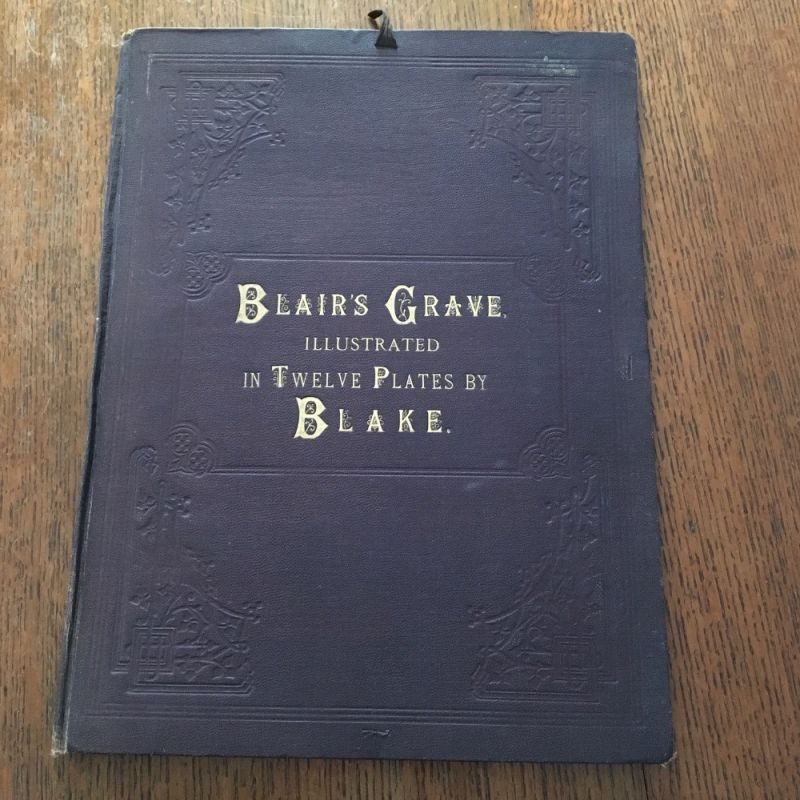 BLAIR'S GRAVE,
ILLUSTRATED
IN TWELVE PLATES BY
BLAKE.